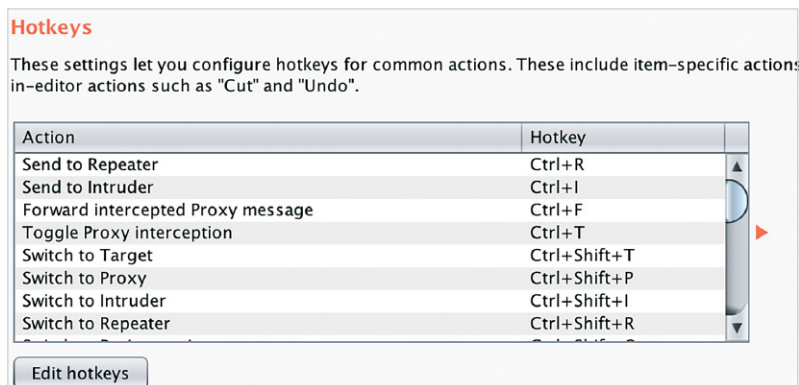 Hotkeys
These settings let you configure hotkeys for common actions. These include item-specific actions
in-editor actions such as "Cut" and "Undo".
Action Hotkey
Send to Repeater Ctrl+R
Send to Intruder Ctrl+I
Forward intercepted Proxy message Ctrl+F
Toggle Proxy interception Ctrl+T
Switch to Target Ctrl+Shift+T
Switch to Proxy Ctrl+Shift+P
Switch to Intruder Ctrl+Shift+I
Switch to Repeater Ctrl+Shift+R
Edit hotkeys